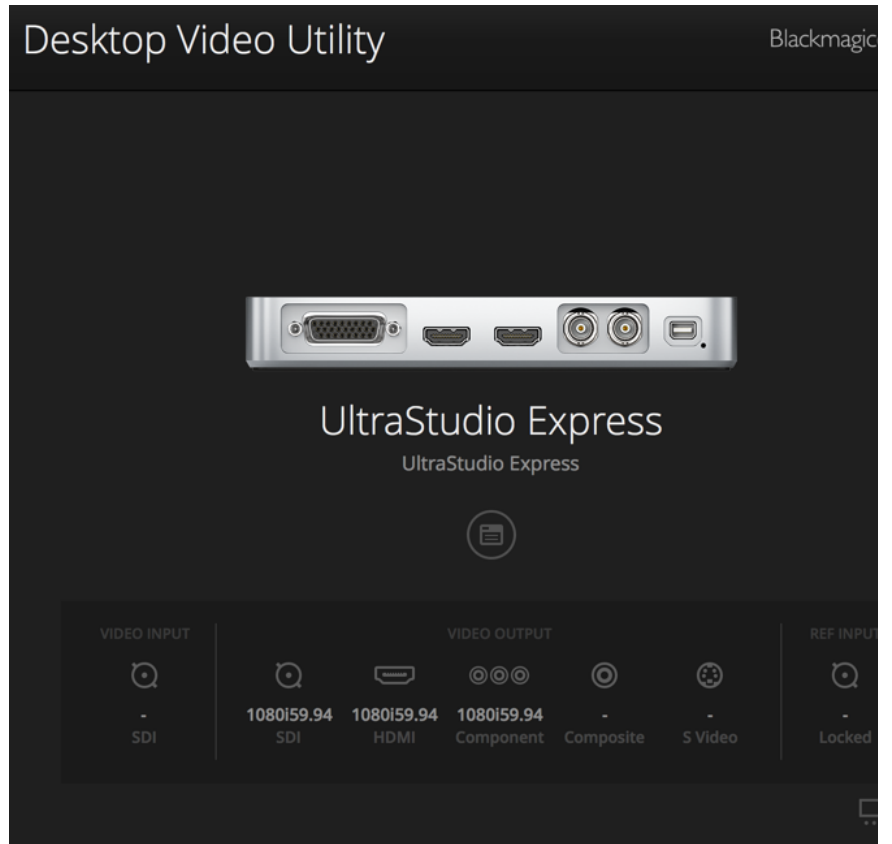 Desktop Video Utility
Blackmagic
UltraStudio Express
UltraStudio Express
VIDEO INPUT
VIDEO OUTPUT
REF INPUT
-
1080i59.94
1080i59.94
1080i59.94
-
-
-
SDI
SDI
HDMI
Component
Composite
S Video
Locked